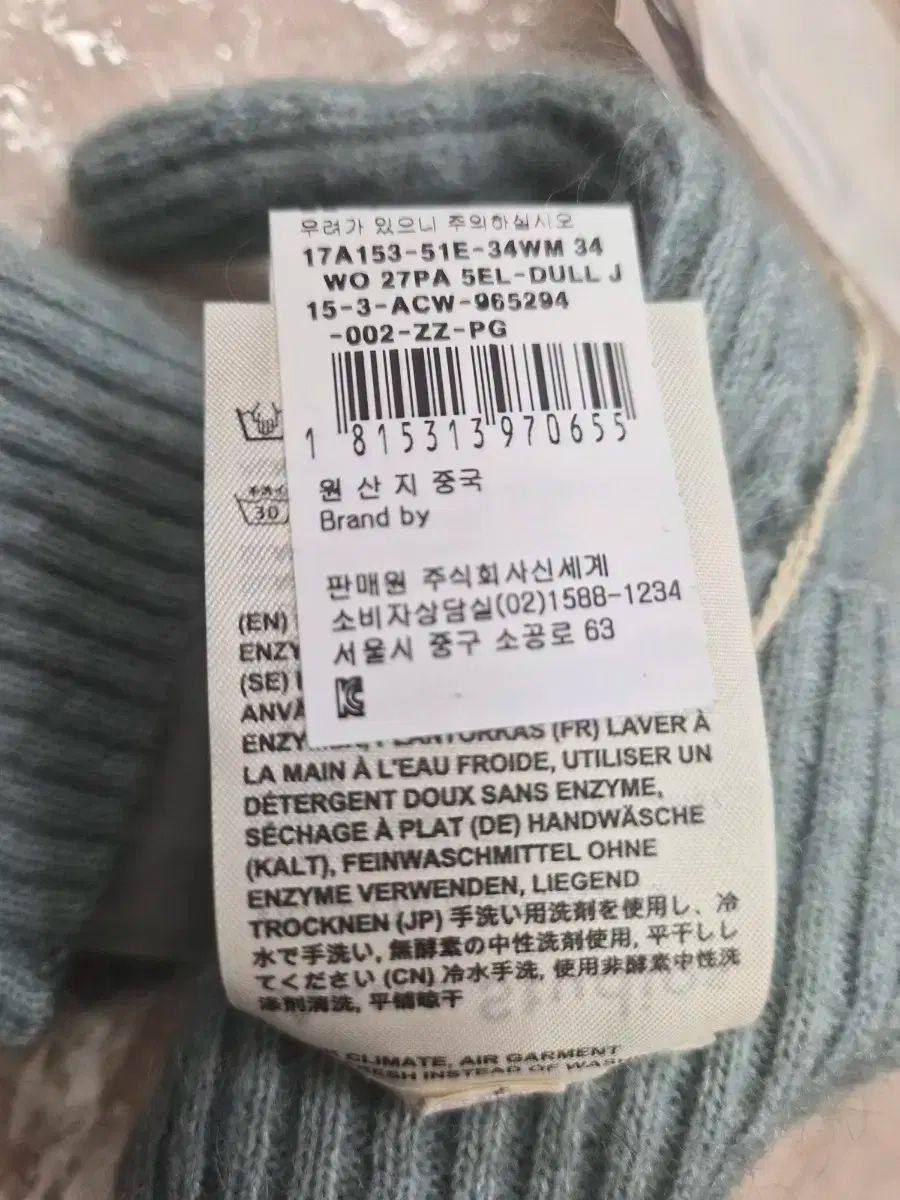 우려가 있으니 주의하실시오
17A153-51E-34WM 34
WO 27PA 5EL-DULL J
15-3-ACW-965294
-002-ZZ-PG
1 815313 970655
원 산 지 중국
Brand by
판매원 주식회사신세계
소비자상담실(02)1588-1234
서울시 중구 소공로 63
30
(EN)
ENZY
(SE)
ANVÄ
ENZY PLANTORKAS (FR) LAVER À
LA MAIN À L'EAU FROIDE, UTILISER UN
DÉTERGENT DOUX SANS ENZYME,
SÉCHAGE À PLAT (DE) HANDWÄSCHE
(KALT), FEINWASCHMITTEL OHNE
ENZYME VERWENDEN, LIEGEND
TROCKNEN (JP) 手洗い用洗剤を使用し、冷
水で手洗い, 無酵素の中性洗剤使用, 平干しし
てください (CN) 冷水手洗, 使用非酵素中性洗
涤剂清洗, 平铺晾干
CLIMATE, AIR GARMENT
INSTEAD OF